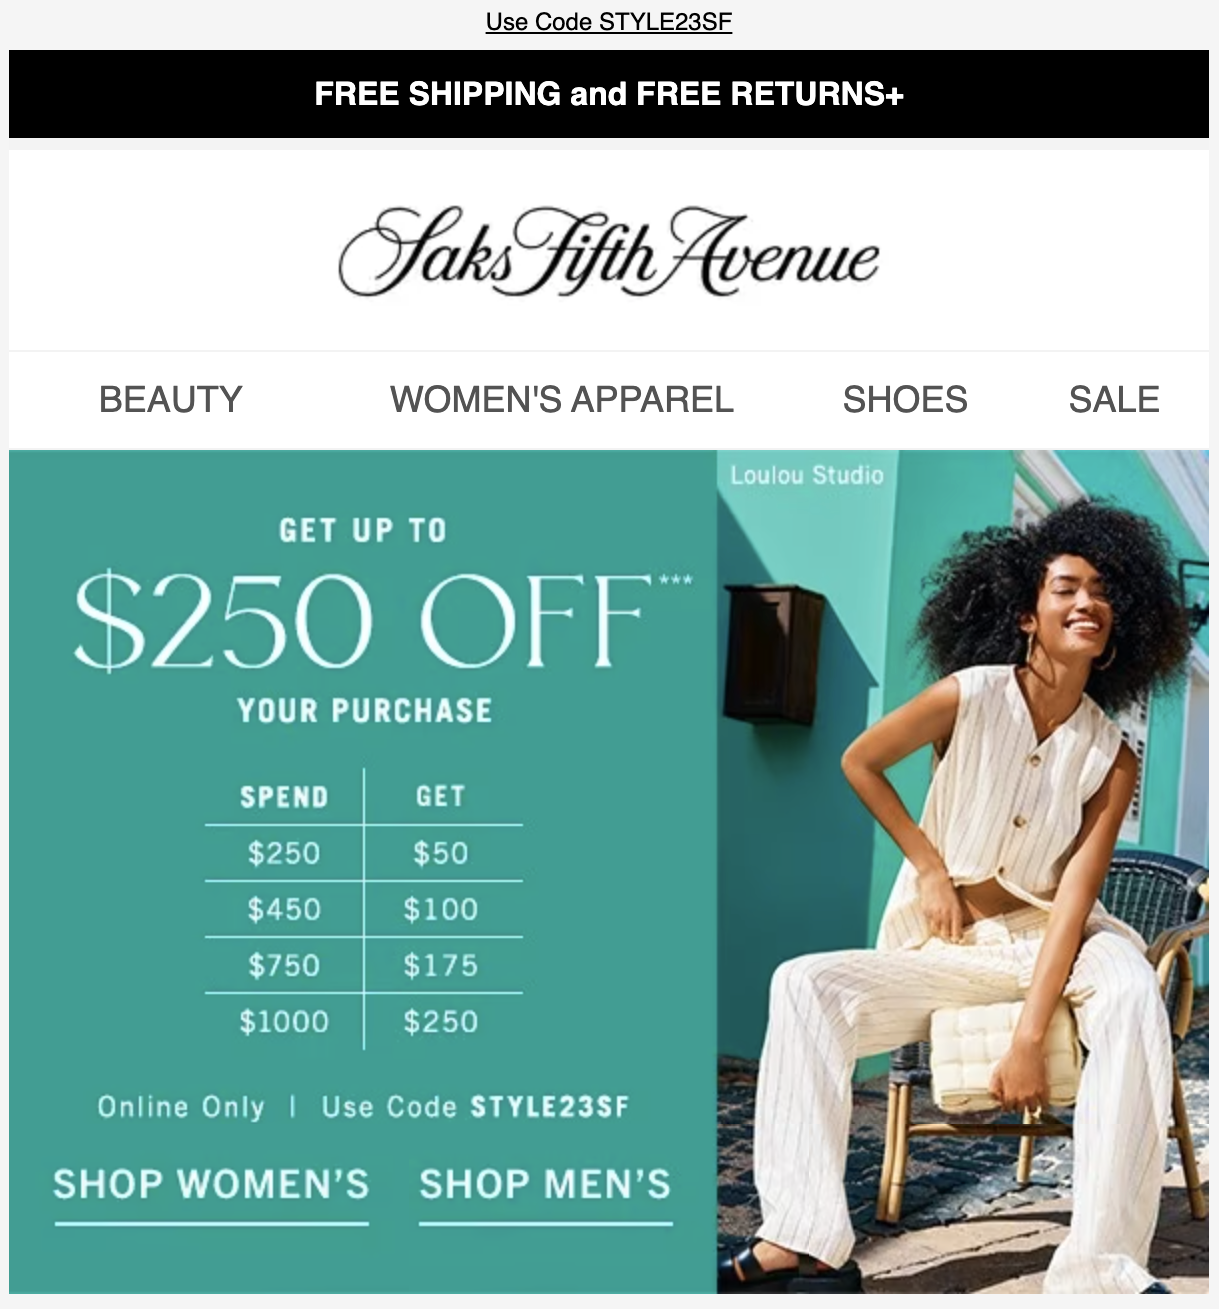 Use Code STYLE23SF
FREE SHIPPING and FREE RETURNS+
Saks Fifth Avenue
BEAUTY WOMEN'S APPAREL SHOES SALE
GET UP TO
$250 OFF***
YOUR PURCHASE
SPEND GET
$250 $50
$450 $100
$750 $175
$1000 $250
Online Only | Use Code STYLE23SF
SHOP WOMEN’S SHOP MEN’S
Loulou Studio